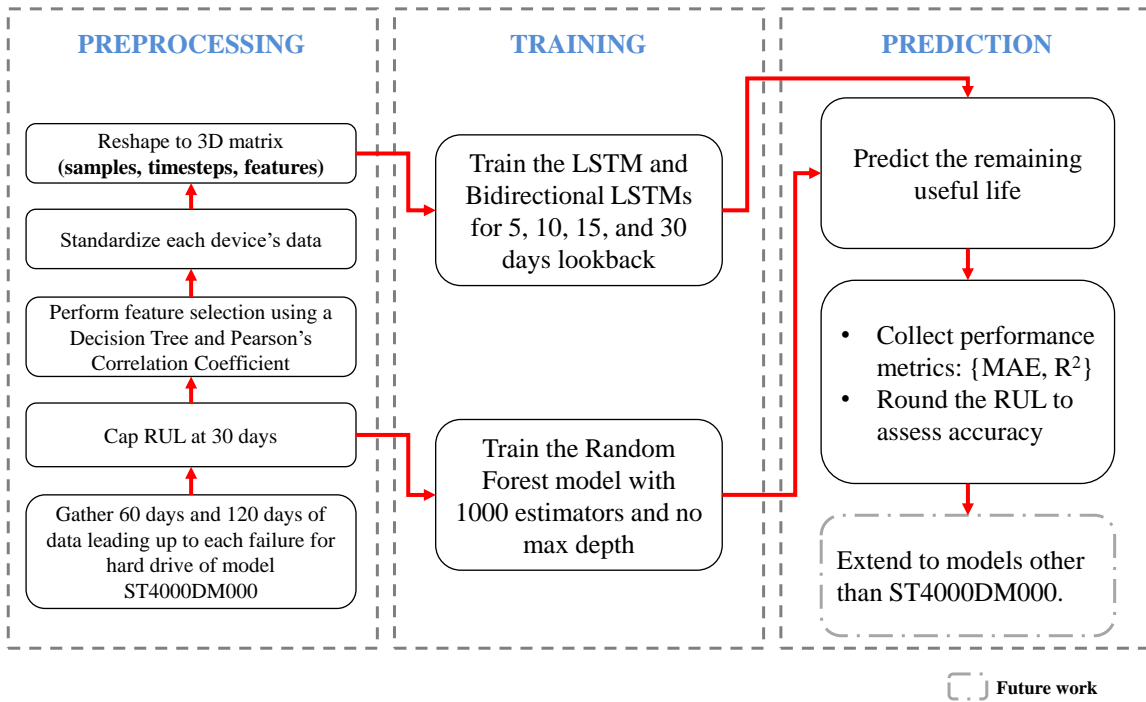 PREPROCESSING
Reshape to 3D matrix
(samples, timesteps, features)
Standardize each device's data
Perform feature selection using a
Decision Tree and Pearson's
Correlation Coefficient
Cap RUL at 30 days
Gather 60 days and 120 days of
data leading up to each failure for
hard drive of model
ST4000DM000
TRAINING
Train the LSTM and
Bidirectional LSTMs
for 5, 10, 15, and 30
days lookback
Train the Random
Forest model with
1000 estimators and no
max depth
PREDICTION
Predict the remaining
useful life
• Collect performance
metrics: {MAE, R²}
• Round the RUL to
assess accuracy
Extend to models other
than ST4000DM000.
Future work